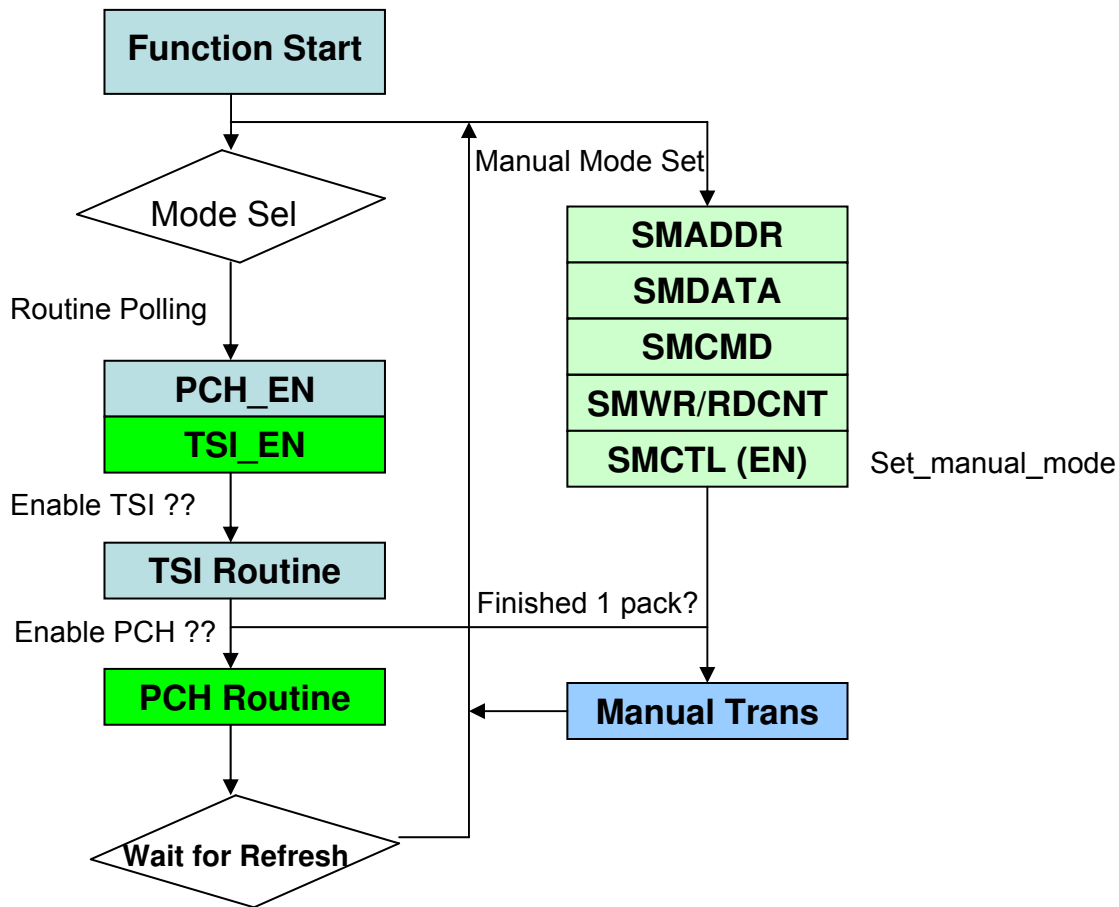 Function Start
Manual Mode Set
Mode Sel
SMADDR
SMDATA
Routine Polling
SMCMD
PCH_EN
SMWR/RDCNT
TSI_EN
SMCTL (EN)
Set_manual_mode
Enable TSI ??
TSI Routine
Finished 1 pack?
Enable PCH ??
PCH Routine
Manual Trans
Wait for Refresh